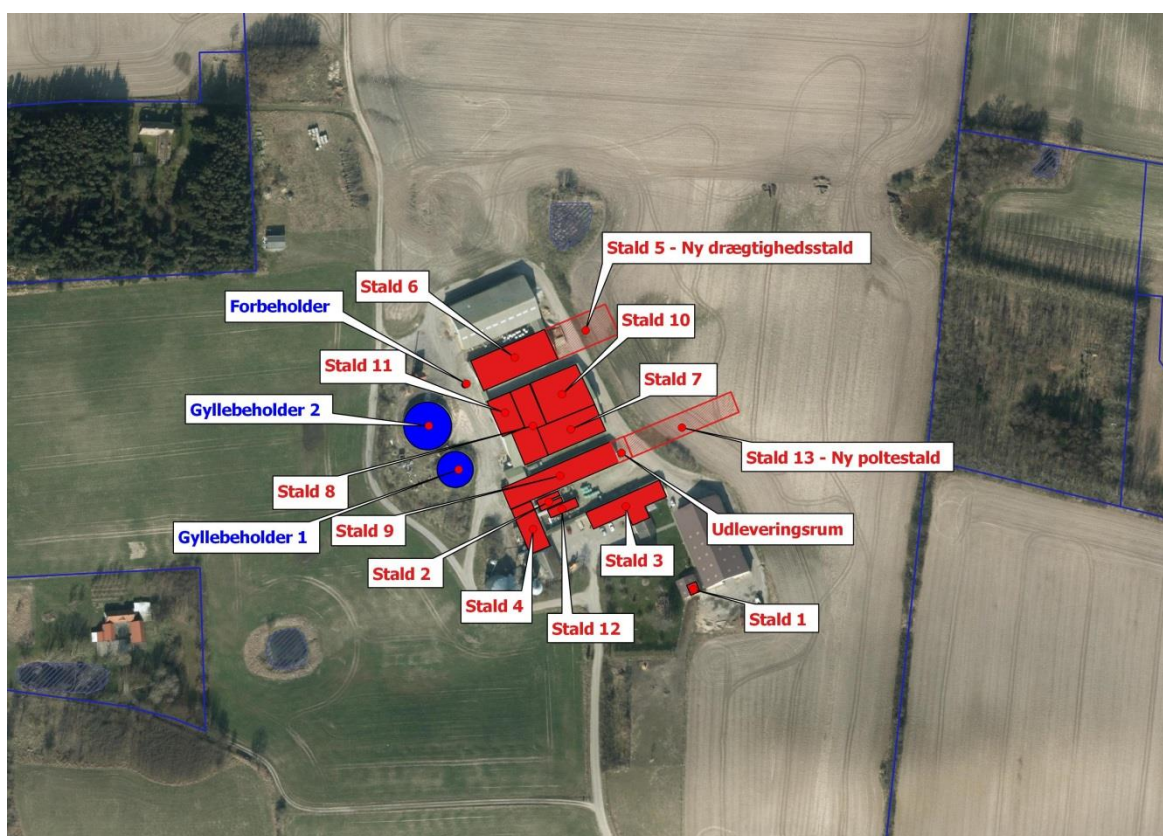 Stald 5 - Ny drægtighedsstald
Stald 6
Forbeholder
Stald 10
Stald 11
Stald 7
Gyllebeholder 2
Stald 13 - Ny poltestald
Stald 8
Gyllebeholder 1
Stald 9
Udleveringsrum
Stald 2
Stald 3
Stald 4
Stald 12
Stald 1